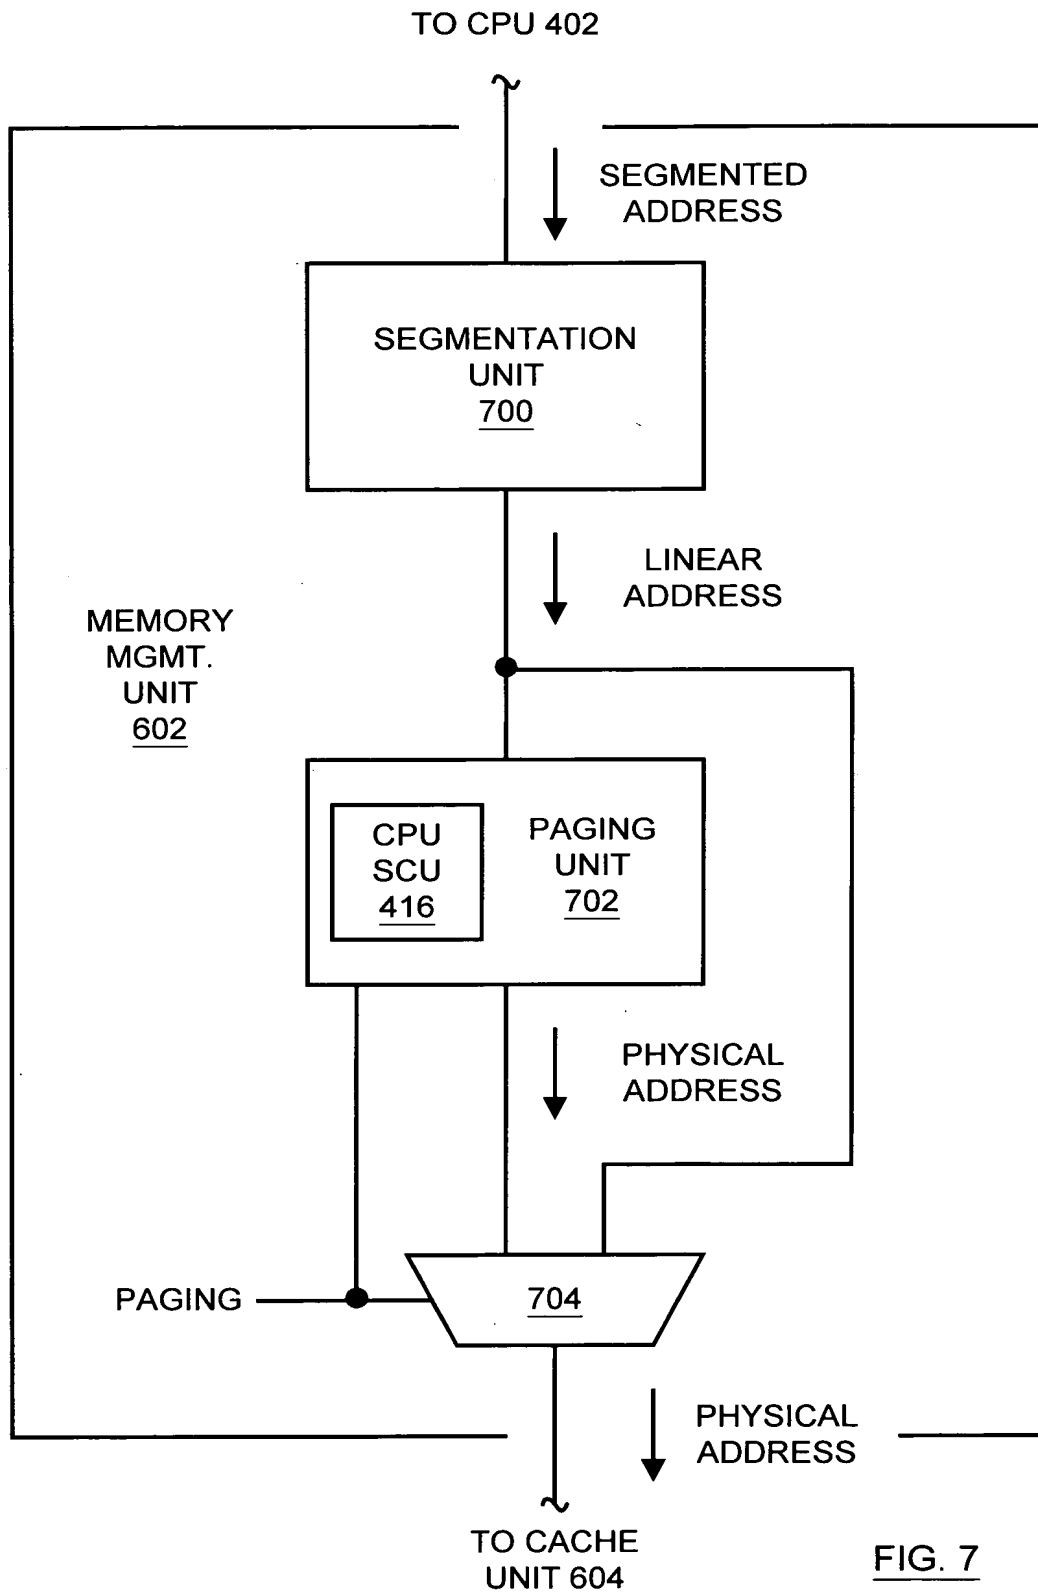 TO CPU 402
SEGMENTED
ADDRESS
SEGMENTATION
UNIT
700
LINEAR
ADDRESS
MEMORY
MGMT.
UNIT
602
CPU
SCU
416
PAGING
UNIT
702
PHYSICAL
ADDRESS
PAGING
704
PHYSICAL
ADDRESS
TO CACHE
UNIT 604
FIG. 7